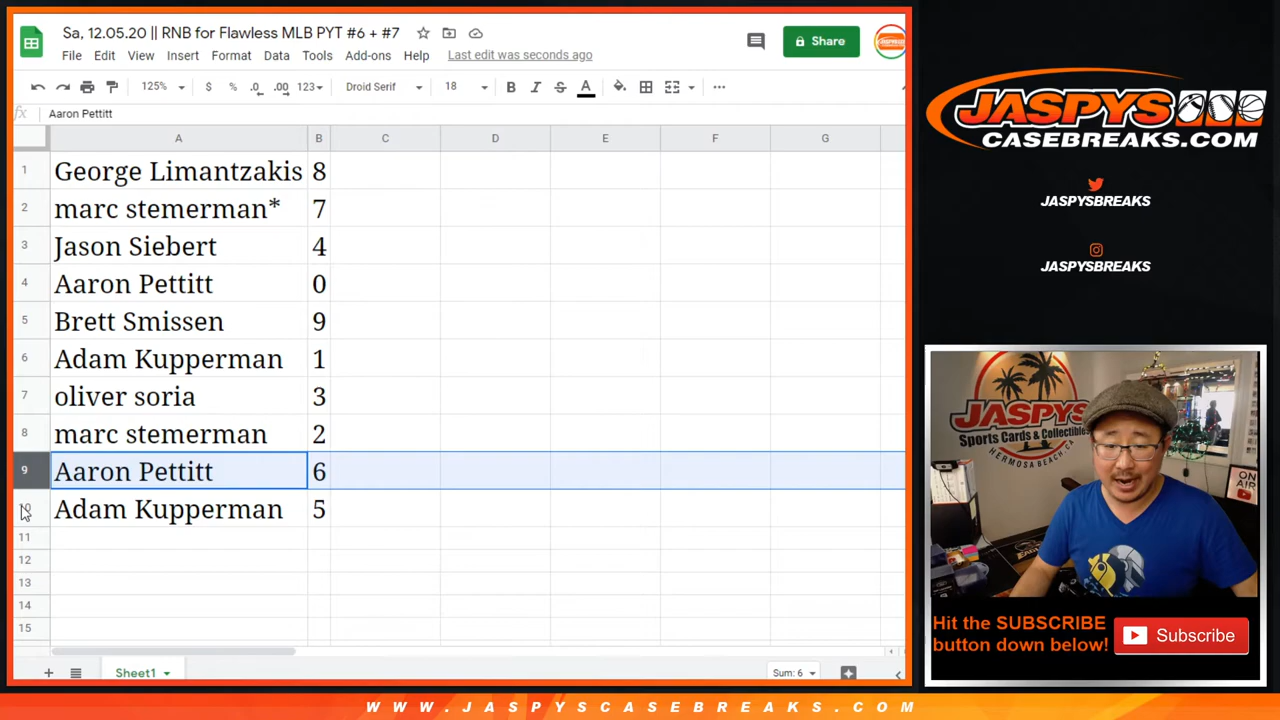 Sa, 12.05.20 || RNB for Flawless MLB PYT #6 + #7
File Edit View Insert Format Data Tools Add-ons Help Last edit was seconds ago
Share
125% $ % .0 .00 123 Droid Serif 18 B I S A
fx Aaron Pettitt
A B C D E F G
1 George Limantzakis 8
2 marc stemerman* 7
3 Jason Siebert 4
4 Aaron Pettitt 0
5 Brett Smissen 9
6 Adam Kupperman 1
7 oliver soria 3
8 marc stemerman 2
9 Aaron Pettitt 6
10 Adam Kupperman 5
11
12
13
14
15
Sheet1
Sum: 6
JASPYS
CASEBREAKS.COM
JASPYSBREAKS
JASPYSBREAKS
JASPYS
Sports Cards & Collectibles
HERMOSA BEACH, CA
ON AIR
Hit the SUBSCRIBE
button down below!
Subscribe
WWW.JASPYSCASEBREAKS.COM